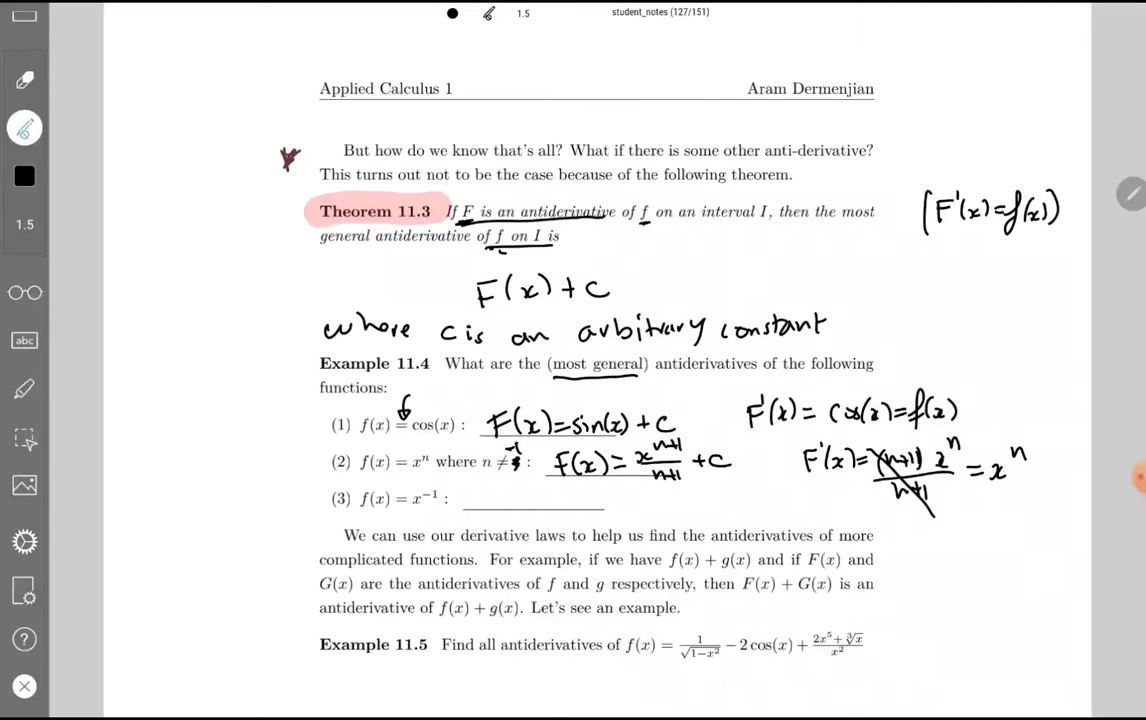 1.5 student_notes (127/151)
Applied Calculus 1 Aram Dermenjian
But how do we know that's all? What if there is some other anti-derivative?
This turns out not to be the case because of the following theorem.
Theorem 11.3 If F is an antiderivative of f on an interval I, then the most
general antiderivative of f on I is
(F'(x)=f(x))
F(x)+C
where C is an arbitrary constant
Example 11.4 What are the (most general) antiderivatives of the following
functions:
(1) f(x) = cos(x) : F(x)=sin(x)+C F'(x)=cos(x)=f(x)
(2) f(x) = xⁿ where n ≠ -1 : F(x)=xⁿ⁺¹/n+1 +C F'(x)=(n+1)xⁿ/n+1 = xⁿ
(3) f(x) = x⁻¹ :
We can use our derivative laws to help us find the antiderivatives of more
complicated functions. For example, if we have f(x) + g(x) and if F(x) and
G(x) are the antiderivatives of f and g respectively, then F(x) + G(x) is an
antiderivative of f(x) + g(x). Let's see an example.
Example 11.5 Find all antiderivatives of f(x) = 1/√(1−x²) − 2 cos(x) + (2x⁵ + ∛x)/x²
1.5
abc
?